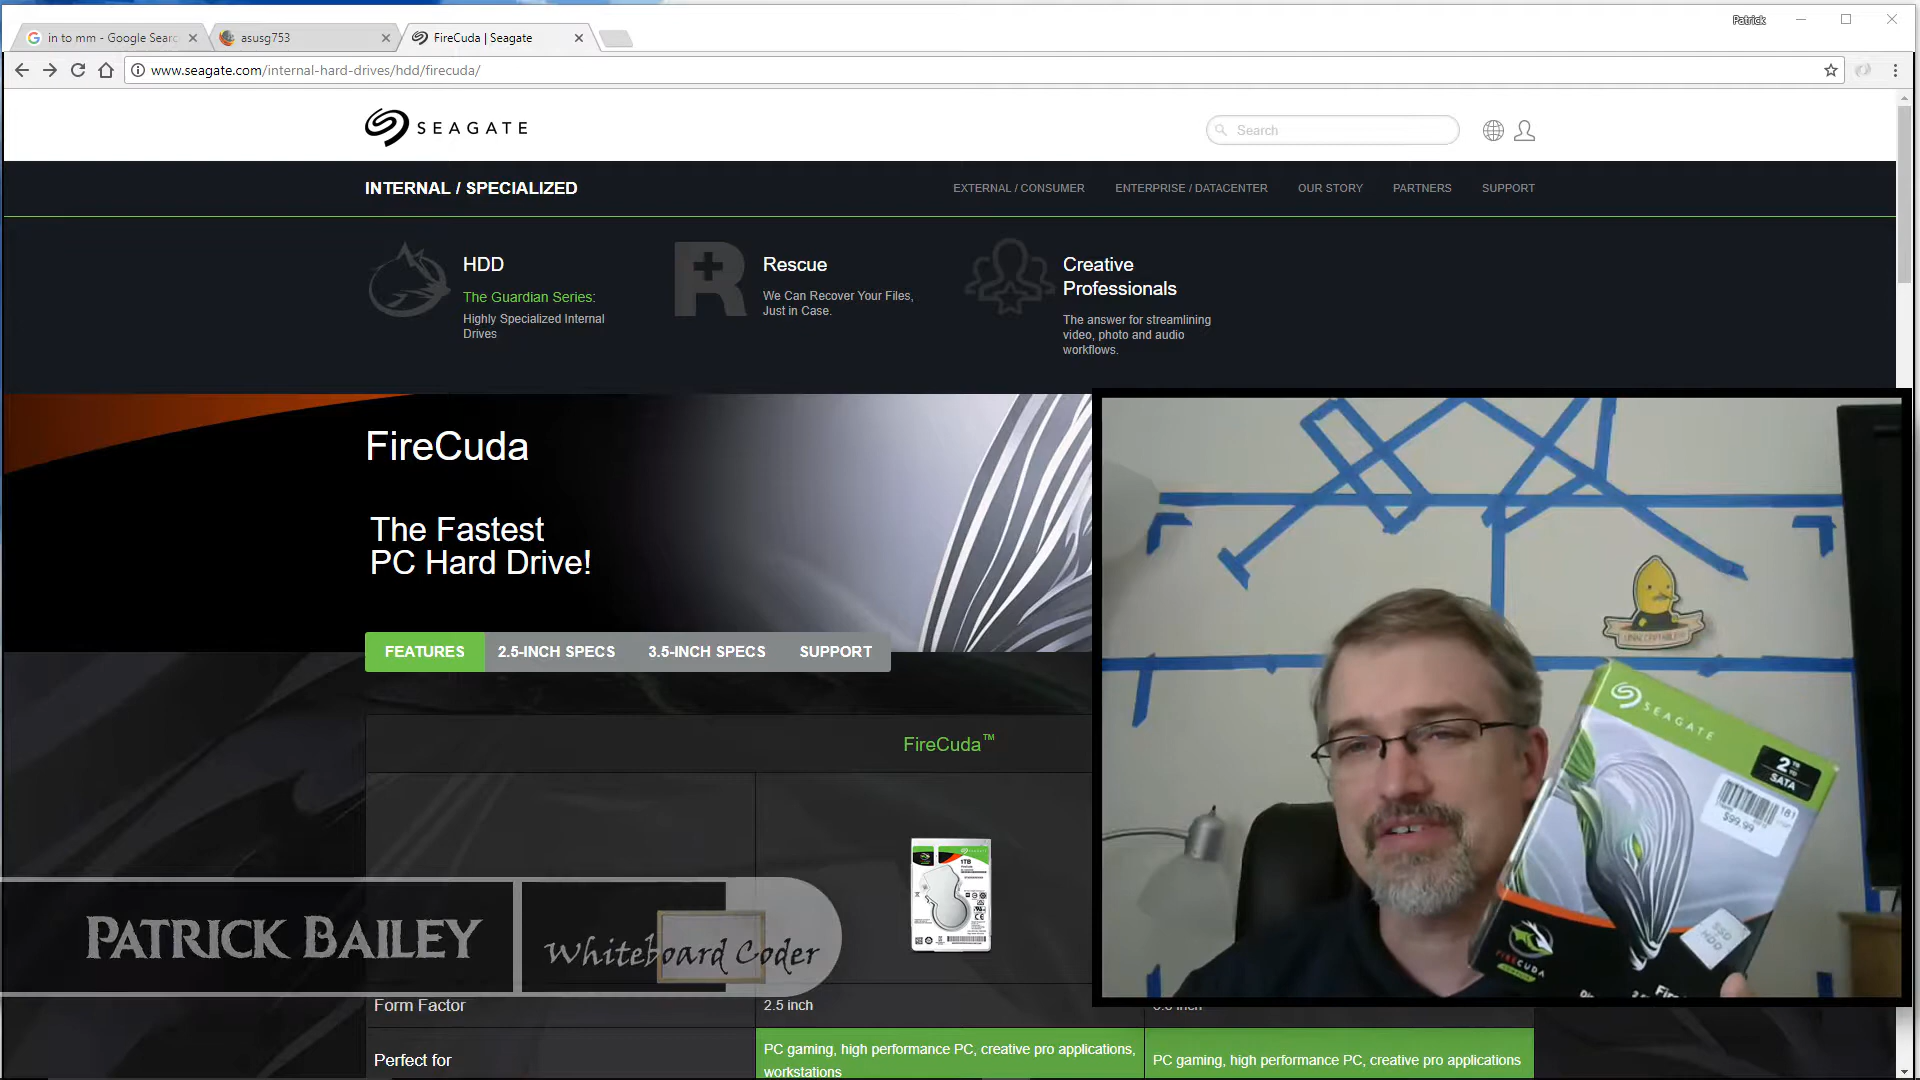 Patrick
in to mm - Google Searc
asusg753
FireCuda | Seagate
www.seagate.com/internal-hard-drives/hdd/firecuda/
SEAGATE
Search
INTERNAL / SPECIALIZED
EXTERNAL / CONSUMER
ENTERPRISE / DATACENTER
OUR STORY
PARTNERS
SUPPORT
HDD
The Guardian Series:
Highly Specialized Internal
Drives
Rescue
We Can Recover Your Files,
Just in Case.
Creative
Professionals
The answer for streamlining
video, photo and audio
workflows.
FireCuda
The Fastest
PC Hard Drive!
FEATURES
2.5-INCH SPECS
3.5-INCH SPECS
SUPPORT
FireCuda™
1TB
UNACCEPTABLE!
SEAGATE
2TB
SATA
$99.99
SSD
HDD
FIRECUDA
PATRICK BAILEY
Whiteboard Coder
Form Factor
2.5 inch
Perfect for
PC gaming, high performance PC, creative pro applications,
workstations
PC gaming, high performance PC, creative pro applications